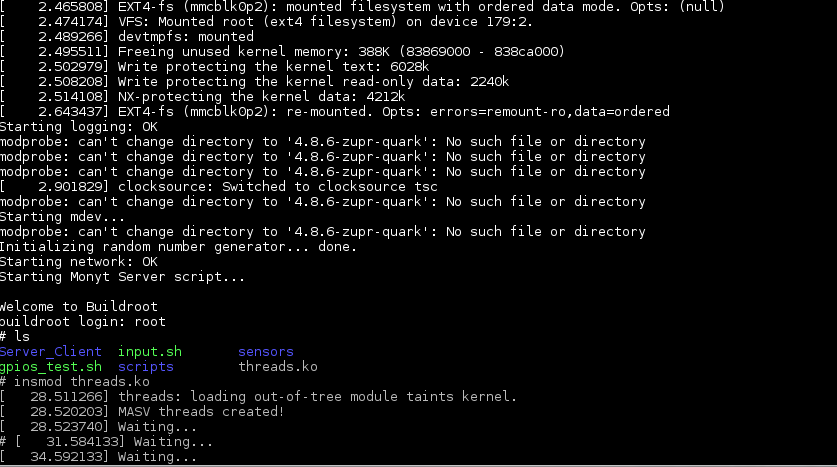 [    2.465808] EXT4-fs (mmcblk0p2): mounted filesystem with ordered data mode. Opts: (null)
[    2.474174] VFS: Mounted root (ext4 filesystem) on device 179:2.
[    2.489266] devtmpfs: mounted
[    2.495511] Freeing unused kernel memory: 388K (83869000 - 838ca000)
[    2.502979] Write protecting the kernel text: 6028k
[    2.508208] Write protecting the kernel read-only data: 2240k
[    2.514108] NX-protecting the kernel data: 4212k
[    2.643437] EXT4-fs (mmcblk0p2): re-mounted. Opts: errors=remount-ro,data=ordered
Starting logging: OK
modprobe: can't change directory to '4.8.6-zupr-quark': No such file or directory
modprobe: can't change directory to '4.8.6-zupr-quark': No such file or directory
modprobe: can't change directory to '4.8.6-zupr-quark': No such file or directory
[    2.901829] clocksource: Switched to clocksource tsc
modprobe: can't change directory to '4.8.6-zupr-quark': No such file or directory
Starting mdev...
modprobe: can't change directory to '4.8.6-zupr-quark': No such file or directory
Initializing random number generator... done.
Starting network: OK
Starting Monyt Server script...
Welcome to Buildroot
buildroot login: root
# ls
Server_Client  input.sh       sensors
gpios_test.sh  scripts        threads.ko
# insmod threads.ko
[   28.511266] threads: loading out-of-tree module taints kernel.
[   28.520203] MASV threads created!
[   28.523740] Waiting...
# [   31.584133] Waiting...
[   34.592133] Waiting...